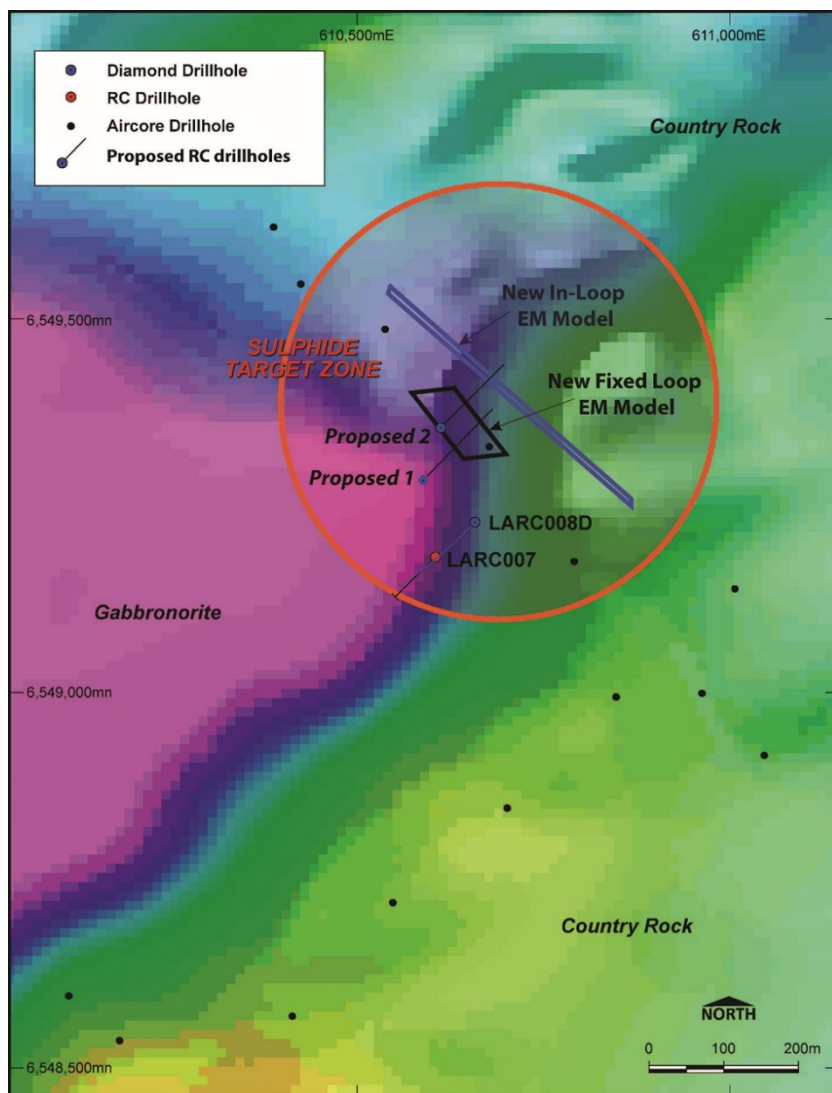 610,500mE
611,000mE
Diamond Drillhole
RC Drillhole
Aircore Drillhole
Proposed RC drillholes
Country Rock
New In-Loop
EM Model
6,549,500mn
SULPHIDE
TARGET ZONE
New Fixed Loop
EM Model
Proposed 2
Proposed 1
LARC008D
LARC007
Gabbronorite
6,549,000mn
Country Rock
NORTH
0 100 200m
6,548,500mn